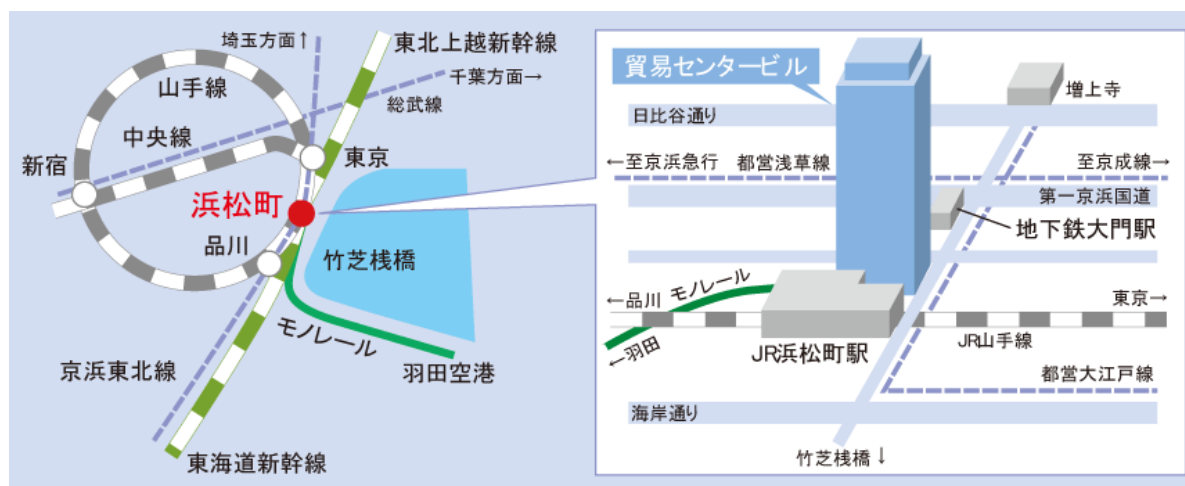 埼玉方面↑
東北上越新幹線
千葉方面→
総武線
山手線
中央線
新宿
東京
浜松町
品川
竹芝桟橋
モノレール
羽田空港
京浜東北線
東海道新幹線
貿易センタービル
増上寺
日比谷通り
←至京浜急行
都営浅草線
至京成線→
第一京浜国道
地下鉄大門駅
←品川
モノレール
東京→
←羽田
JR浜松町駅
JR山手線
都営大江戸線
海岸通り
竹芝桟橋↓